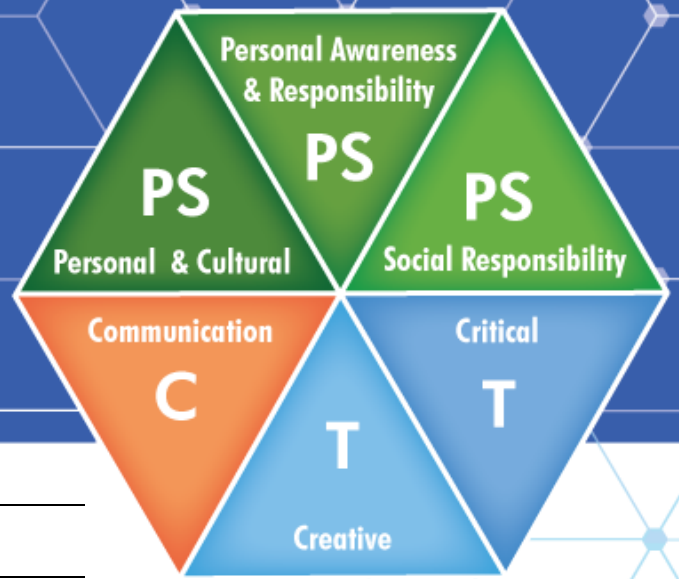 Personal Awareness
& Responsibility
PS
PS
Personal & Cultural
PS
Social Responsibility
Communication
C
T
Creative
Critical
T